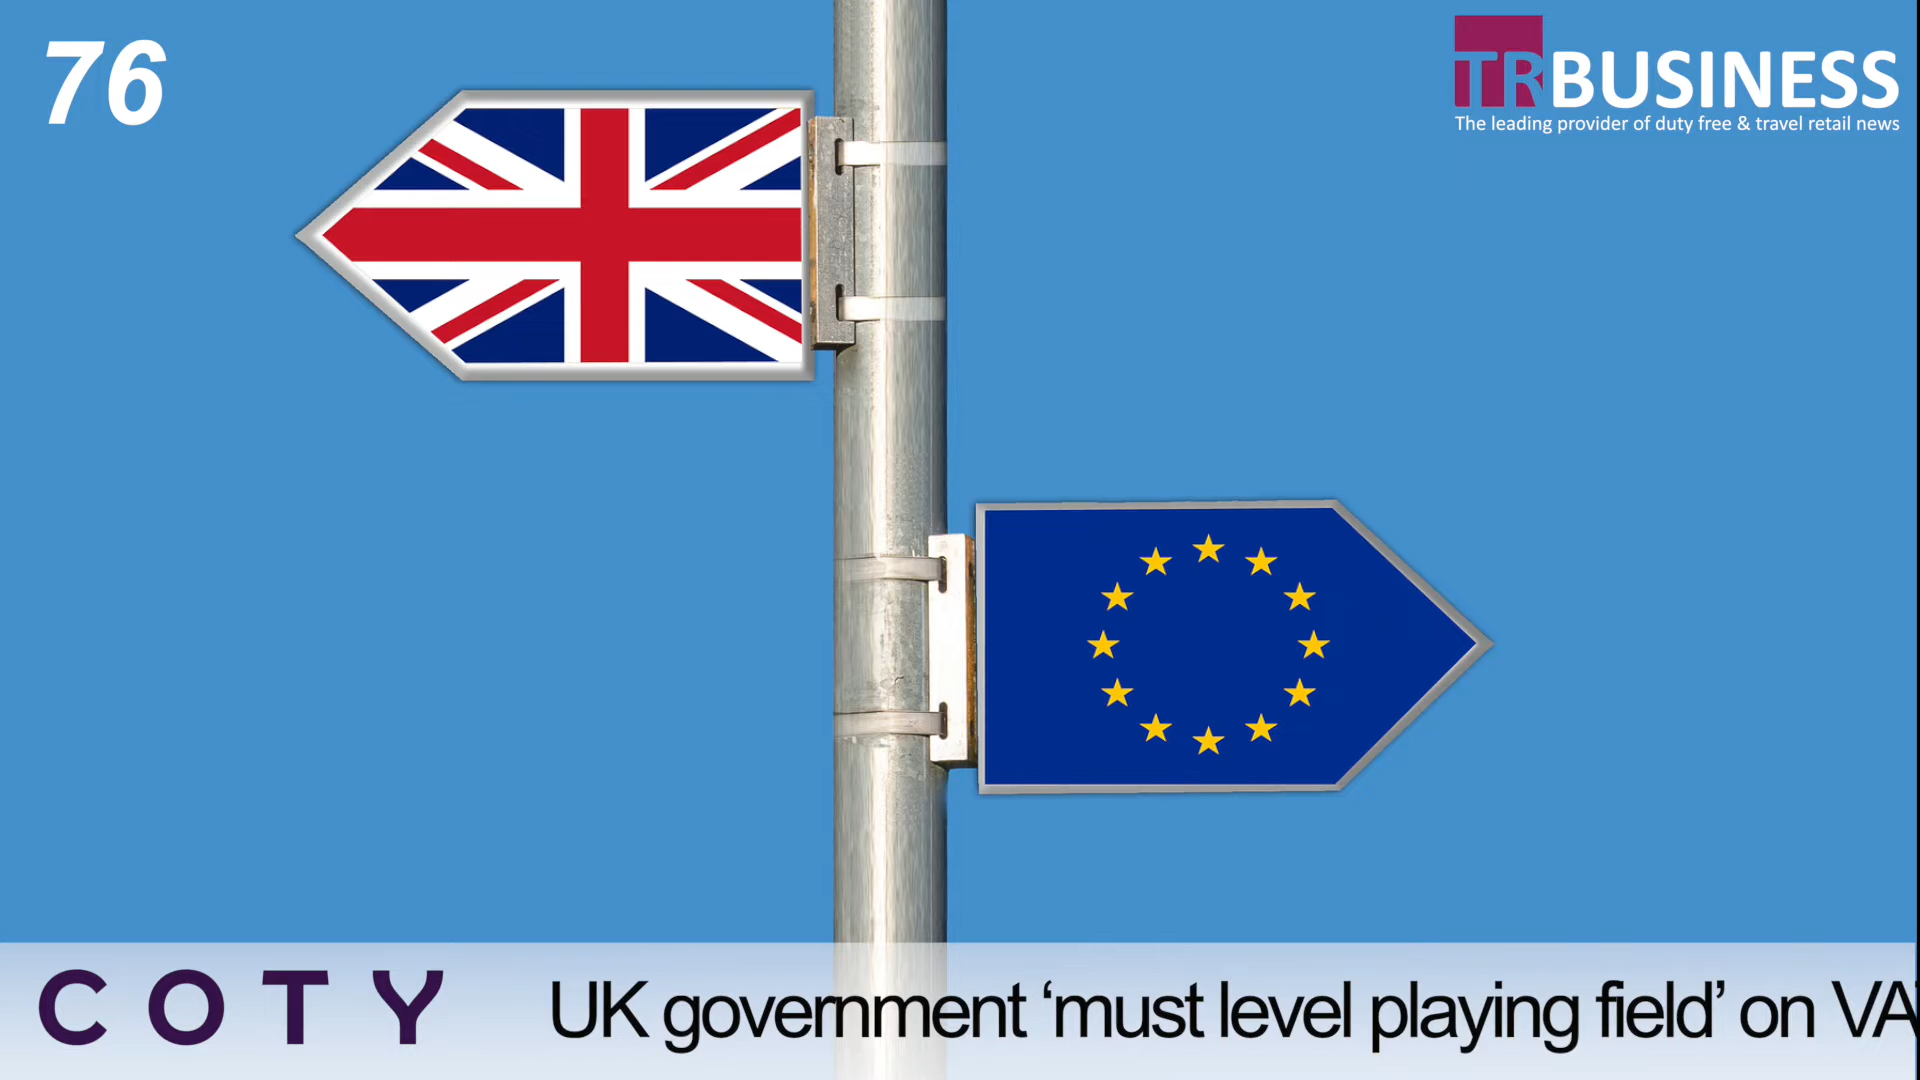 76
TRBUSINESS
The leading provider of duty free & travel retail news
COTY
UK government ‘must level playing field’ on VA